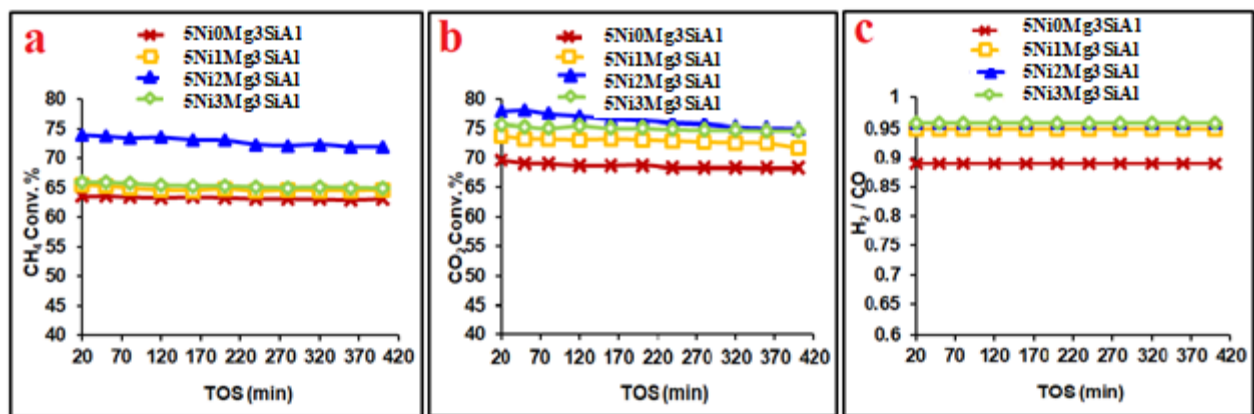 a
5Ni0Mg3SiAl
5Ni1Mg3SiAl
5Ni2Mg3SiAl
5Ni3Mg3SiAl
80
75
70
65
60
55
50
45
40
CH₄ Conv. %
20 70 120 170 220 270 320 370 420
TOS (min)
b
5Ni0Mg3SiAl
5Ni1Mg3SiAl
5Ni2Mg3SiAl
5Ni3Mg3SiAl
80
75
70
65
60
55
50
45
40
CO₂ Conv. %
20 70 120 170 220 270 320 370 420
TOS (min)
c
5Ni0Mg3SiAl
5Ni1Mg3SiAl
5Ni2Mg3SiAl
5Ni3Mg3SiAl
1
0.95
0.9
0.85
0.8
0.75
0.7
0.65
0.6
H₂ / CO
20 70 120 170 220 270 320 370 420
TOS (min)